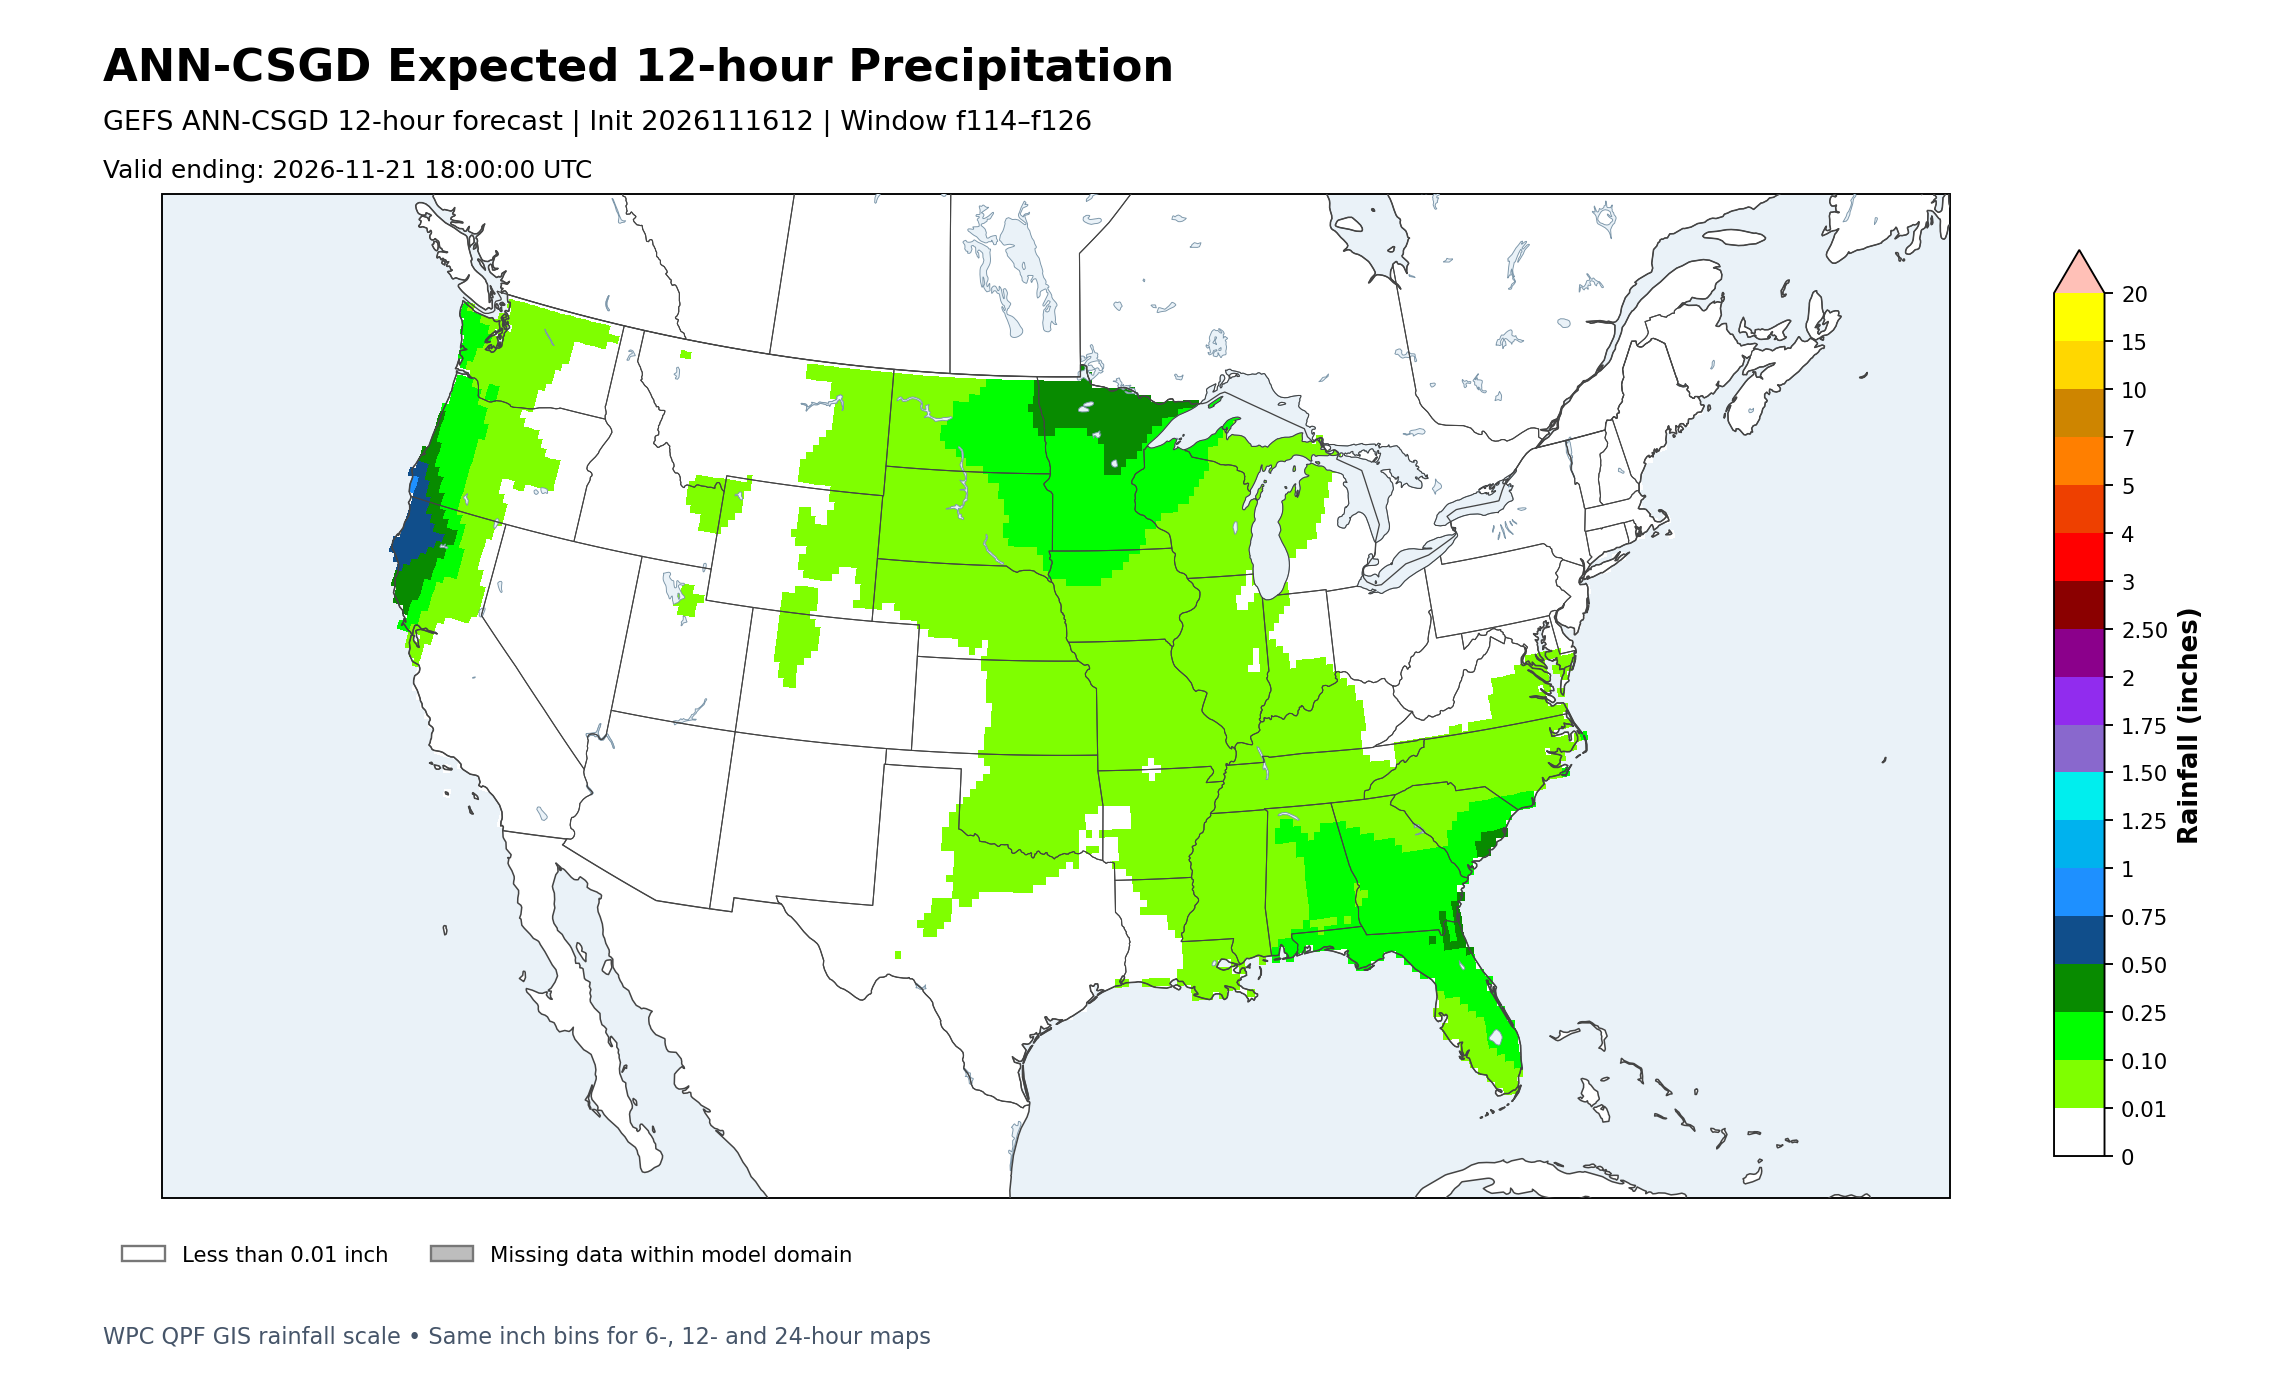 ANN-CSGD Expected 12-hour Precipitation
GEFS ANN-CSGD 12-hour forecast | Init 2026111612 | Window f114–f126
Valid ending: 2026-11-21 18:00:00 UTC
20
15
10
7
5
4
3
2.50
2
1.75
1.50
1.25
1
0.75
0.50
0.25
0.10
0.01
0
Rainfall (inches)
Less than 0.01 inch
Missing data within model domain
WPC QPF GIS rainfall scale • Same inch bins for 6-, 12- and 24-hour maps